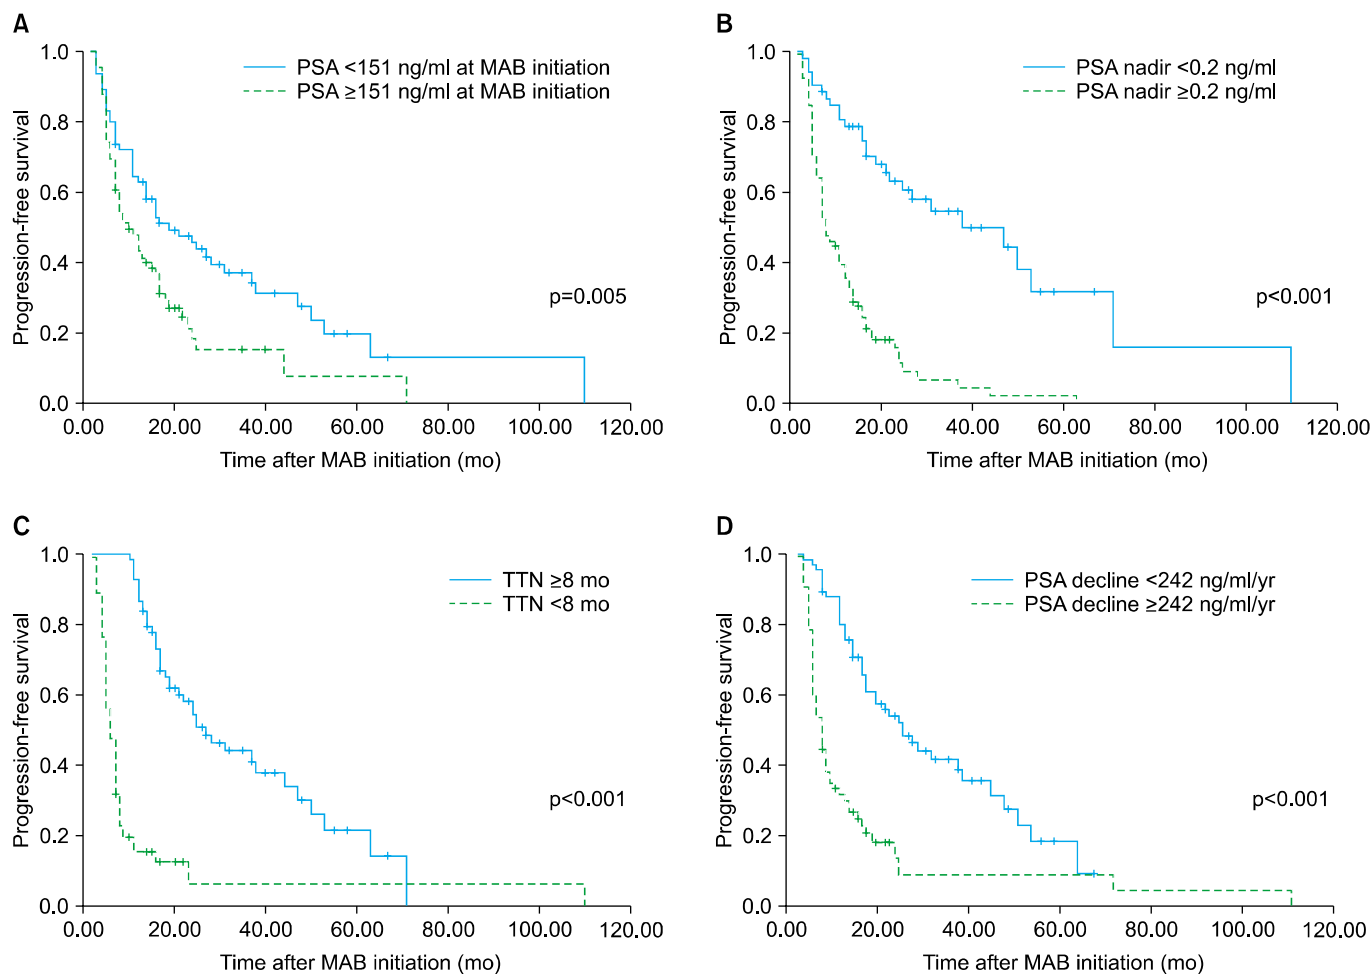 A
PSA <151 ng/ml at MAB initiation
PSA ≥151 ng/ml at MAB initiation
Progression-free survival
1.0
0.8
0.6
0.4
0.2
0.0
p=0.005
0.00 20.00 40.00 60.00 80.00 100.00 120.00
Time after MAB initiation (mo)
B
PSA nadir <0.2 ng/ml
PSA nadir ≥0.2 ng/ml
Progression-free survival
1.0
0.8
0.6
0.4
0.2
0.0
p<0.001
0.00 20.00 40.00 60.00 80.00 100.00 120.00
Time after MAB initiation (mo)
C
TTN ≥8 mo
TTN <8 mo
Progression-free survival
1.0
0.8
0.6
0.4
0.2
0.0
p<0.001
0.00 20.00 40.00 60.00 80.00 100.00 120.00
Time after MAB initiation (mo)
D
PSA decline <242 ng/ml/yr
PSA decline ≥242 ng/ml/yr
Progression-free survival
1.0
0.8
0.6
0.4
0.2
0.0
p<0.001
0.00 20.00 40.00 60.00 80.00 100.00 120.00
Time after MAB initiation (mo)